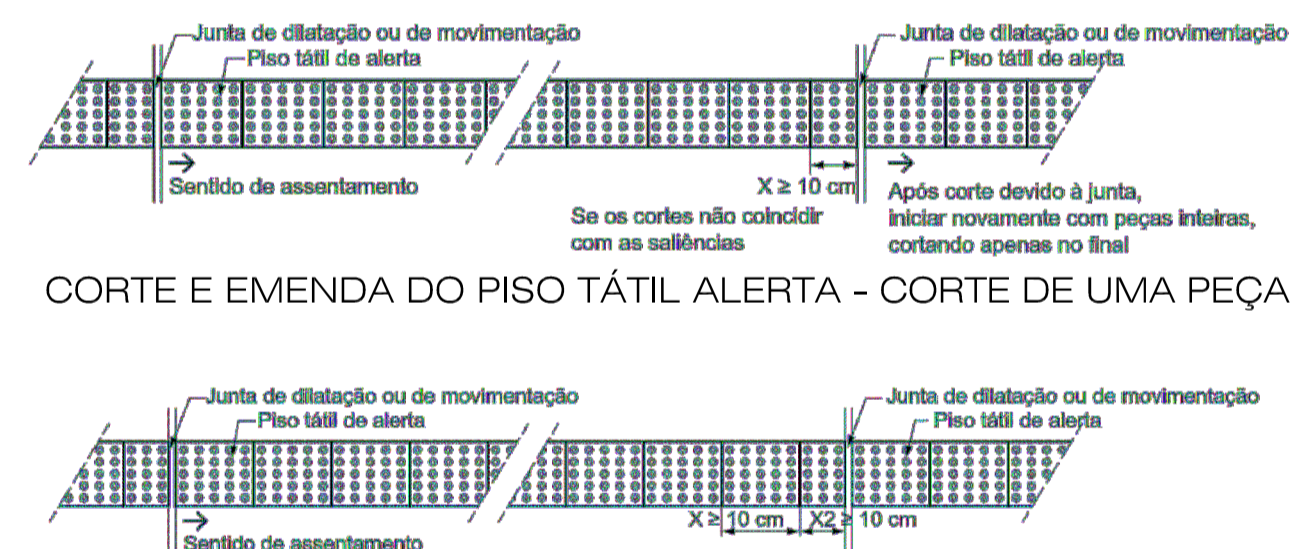 Junta de dilatação ou de movimentação
Piso tátil de alerta
Sentido de assentamento
Junta de dilatação ou de movimentação
Piso tátil de alerta
X ≥ 10 cm
Se os cortes não coincidir
com as saliências
Após corte devido à junta,
iniciar novamente com peças inteiras,
cortando apenas no final
CORTE E EMENDA DO PISO TÁTIL ALERTA - CORTE DE UMA PEÇA
Junta de dilatação ou de movimentação
Piso tátil de alerta
Sentido de assentamento
Junta de dilatação ou de movimentação
Piso tátil de alerta
X ≥ 10 cm
X2 ≥ 10 cm